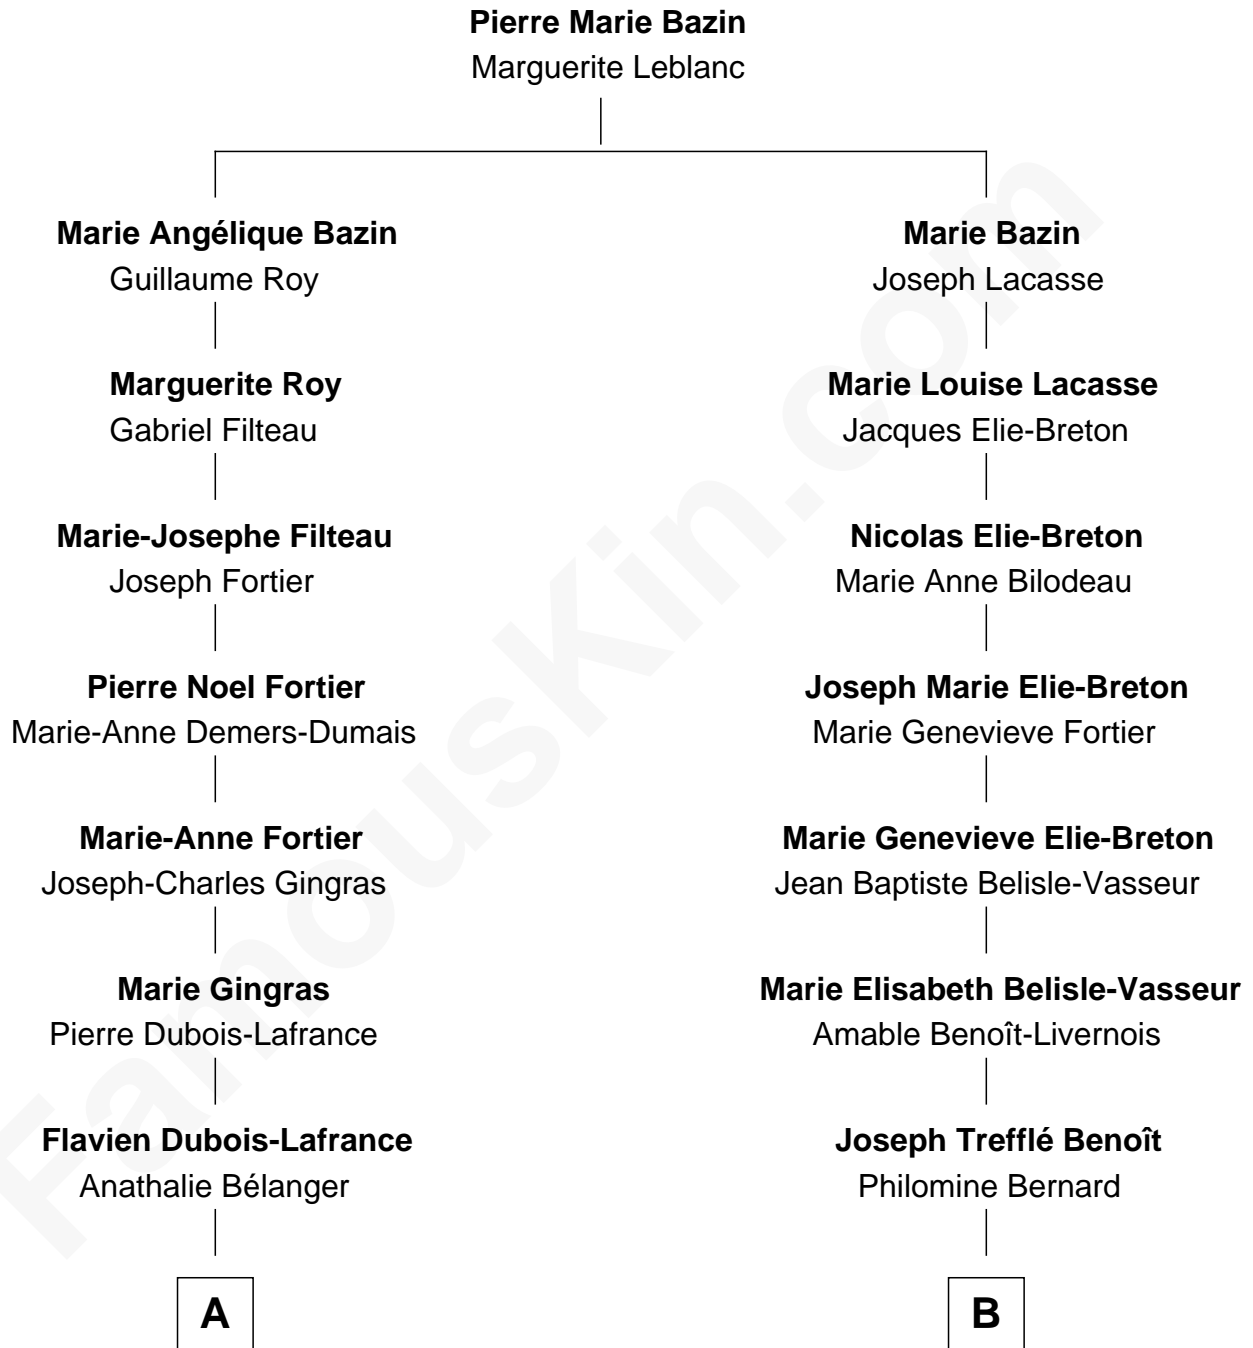 Pierre Marie Bazin
Marguerite Leblanc
Marie Angélique Bazin
Guillaume Roy
Marie Bazin
Joseph Lacasse
Marguerite Roy
Gabriel Filteau
Marie Louise Lacasse
Jacques Elie-Breton
Marie-Josephe Filteau
Joseph Fortier
Nicolas Elie-Breton
Marie Anne Bilodeau
Pierre Noel Fortier
Marie-Anne Demers-Dumais
Joseph Marie Elie-Breton
Marie Genevieve Fortier
Marie-Anne Fortier
Joseph-Charles Gingras
Marie Genevieve Elie-Breton
Jean Baptiste Belisle-Vasseur
Marie Gingras
Pierre Dubois-Lafrance
Marie Elisabeth Belisle-Vasseur
Amable Benoît-Livernois
Flavien Dubois-Lafrance
Anathalie Bélanger
Joseph Trefflé Benoît
Philomine Bernard
A
B
FamousKin.com